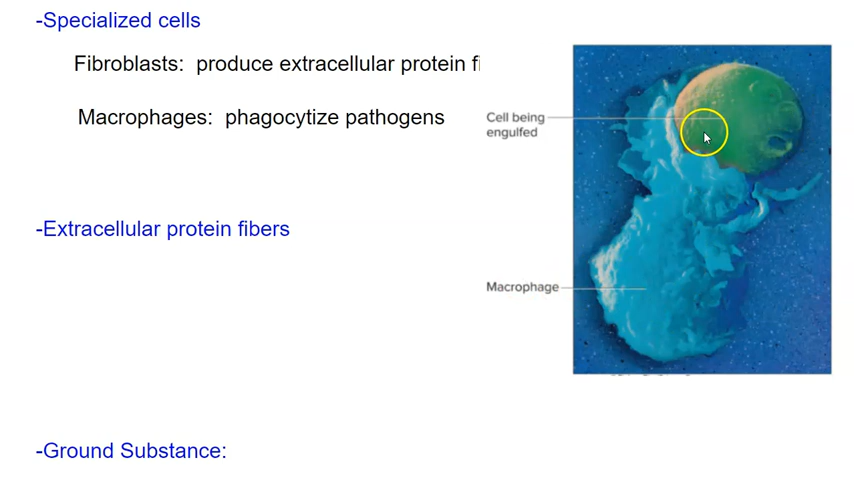 -Specialized cells
Fibroblasts: produce extracellular protein
Macrophages: phagocytize pathogens
Cell being
engulfed
-Extracellular protein fibers
Macrophage
-Ground Substance: